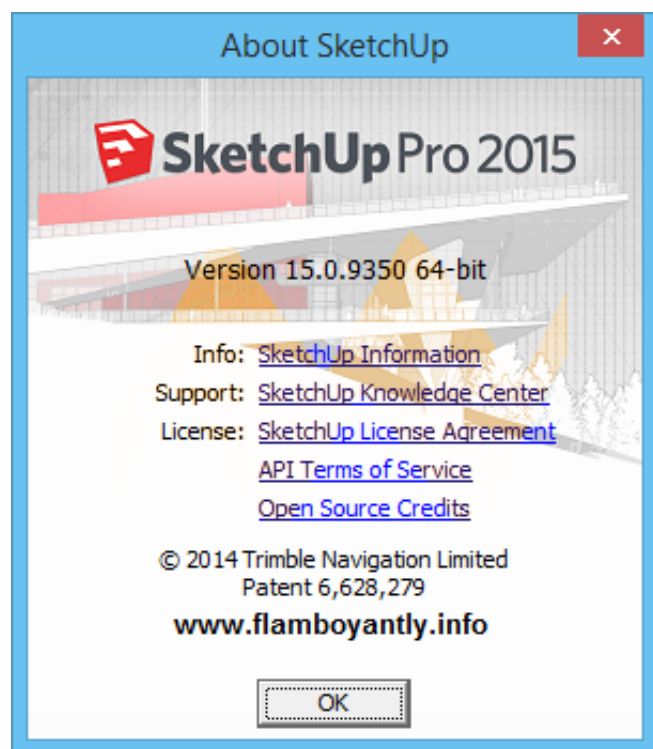 About SketchUp
SketchUp Pro 2015
Version 15.0.9350 64-bit
Info: SketchUp Information
Support: SketchUp Knowledge Center
License: SketchUp License Agreement
API Terms of Service
Open Source Credits
© 2014 Trimble Navigation Limited
Patent 6,628,279
www.flamboyantly.info
OK